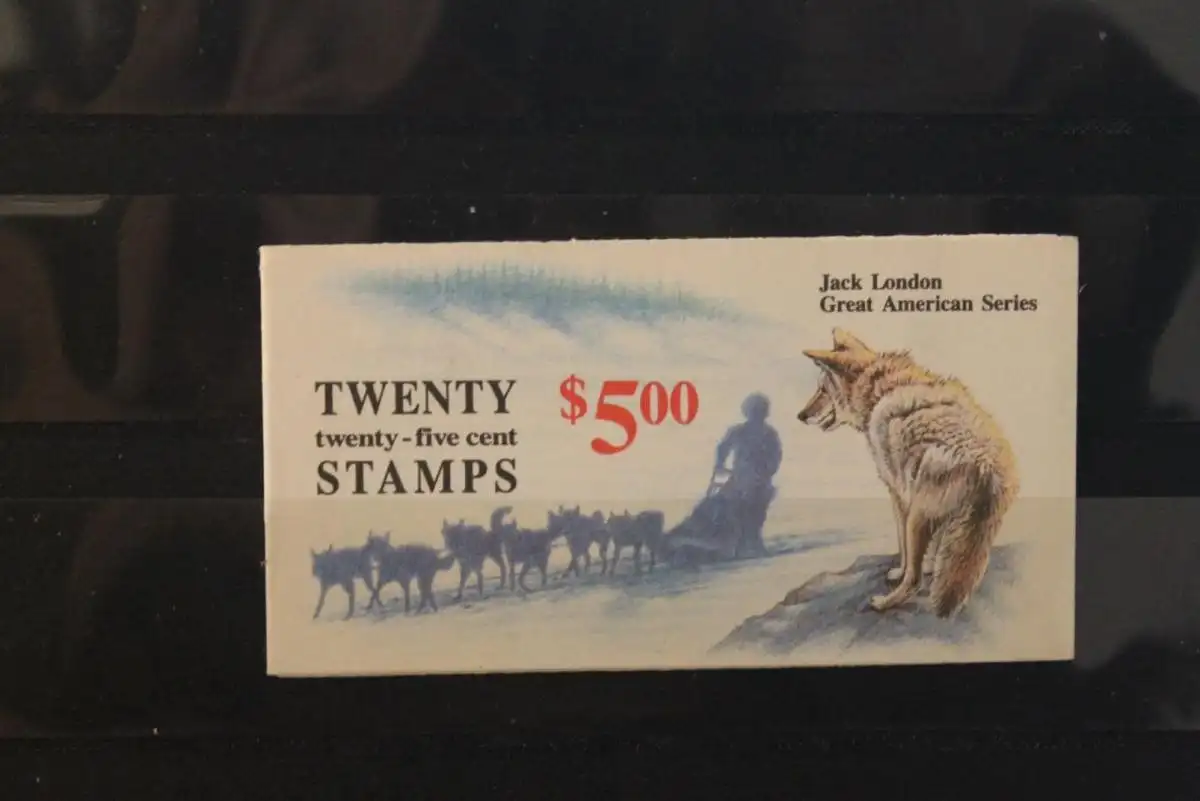 Jack London
Great American Series
TWENTY
twenty-five cent
STAMPS
$5.00